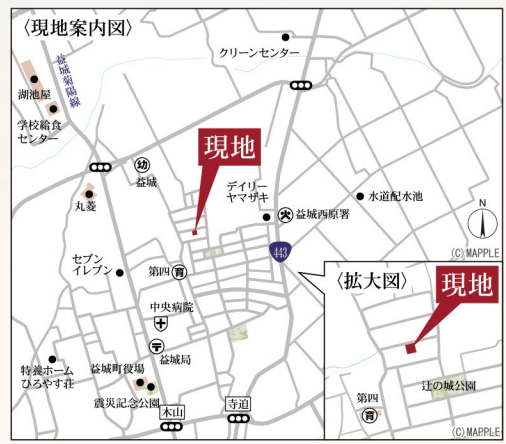 〈現地案内図〉
クリーンセンター
益城菊陽線
湖池屋
学校給食
センター
現地
幼
益城
丸菱
デイリー
ヤマザキ
火
益城西原署
水道配水池
N
(C)MAPPLE
443
セブン
イレブン
第四
育
中央病院
益城局
特養ホーム
ひろやす荘
益城町役場
震災記念公園
木山
寺迫
〈拡大図〉
現地
辻の城公園
第四
育
(C)MAPPLE